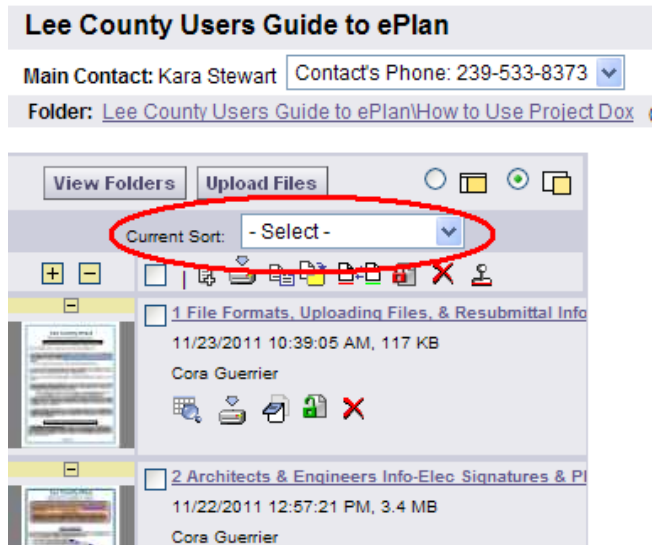 Lee County Users Guide to ePlan
Main Contact: Kara Stewart Contact's Phone: 239-533-8373
Folder: Lee County Users Guide to ePlan\How to Use Project Dox
View Folders Upload Files
Current Sort: - Select -
1 File Formats, Uploading Files, & Resubmittal Info
11/23/2011 10:39:05 AM, 117 KB
Cora Guerrier
2 Architects & Engineers Info-Elec Signatures & Pl
11/22/2011 12:57:21 PM, 3.4 MB
Cora Guerrier